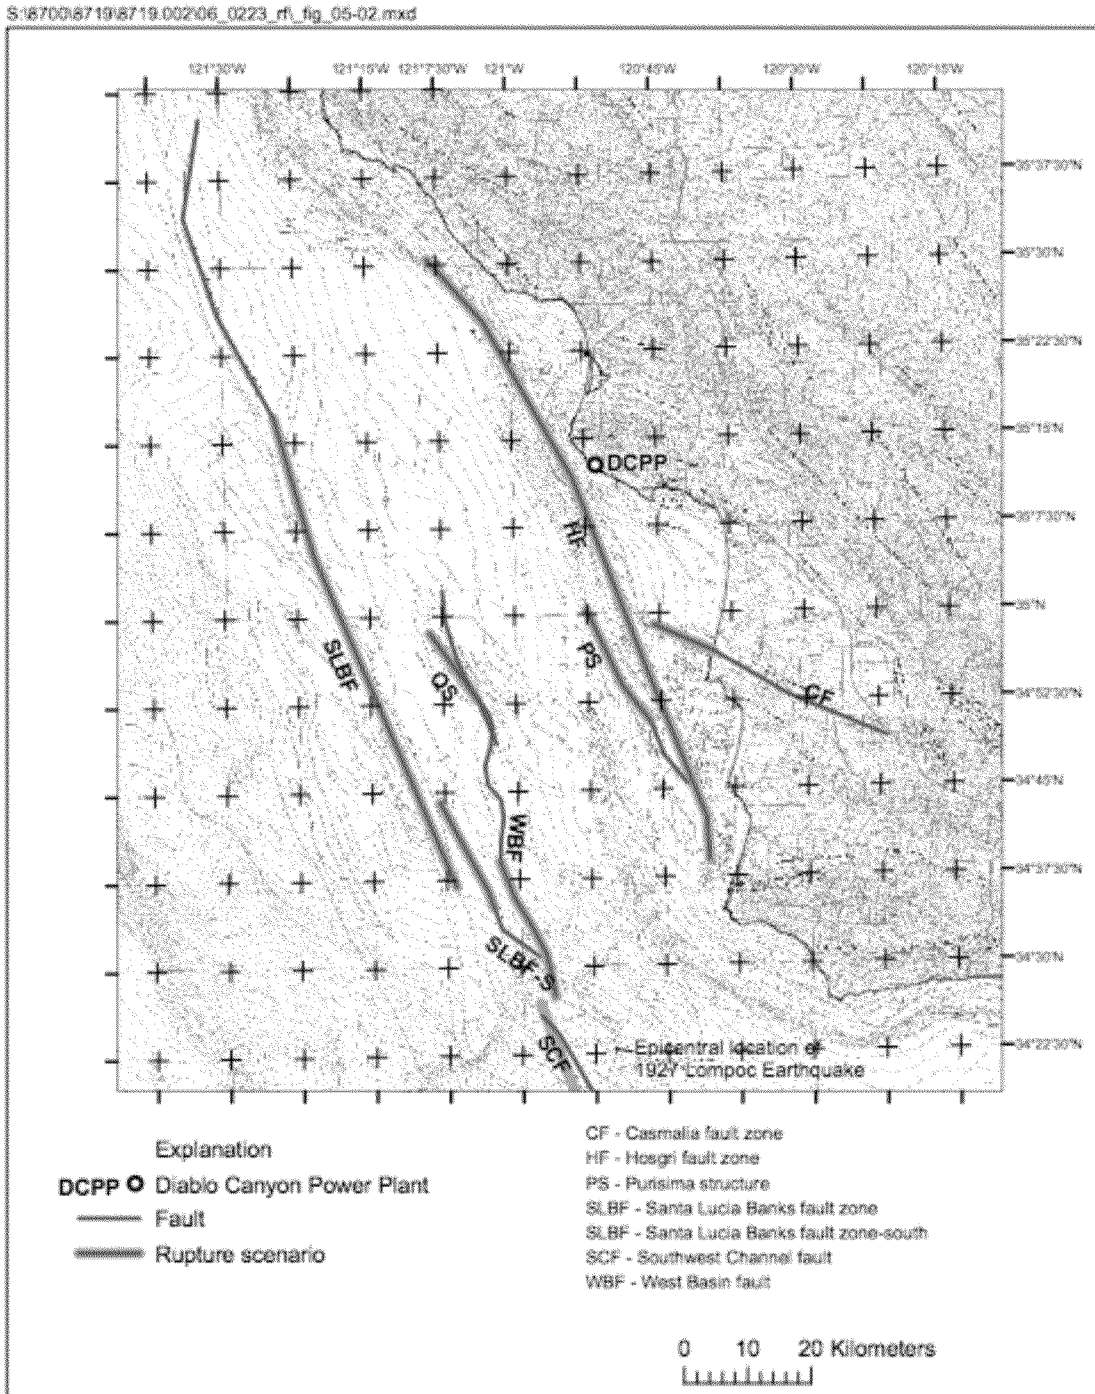 S:\8700\8719\8719.002\06_0223_rf\_fig_05-02.mxd
121°30'W 121°15'W 121°7'30"W 121°W 120°45'W 120°30'W 120°15'W
35°37'30"N
35°30'N
35°22'30"N
35°15'N
DCPP
35°7'30"N
HF
35°N
SLBF
QS
PS
CF
34°52'30"N
34°45'N
WBF
34°37'30"N
SLBF-S
34°30'N
SCF
34°22'30"N
Epicentral location of
1927 Lompoc Earthquake
Explanation
DCPP Diablo Canyon Power Plant
Fault
Rupture scenario
CF - Casmalia fault zone
HF - Hosgri fault zone
PS - Purisima structure
SLBF - Santa Lucia Banks fault zone
SLBF - Santa Lucia Banks fault zone-south
SCF - Southwest Channel fault
WBF - West Basin fault
0 10 20 Kilometers